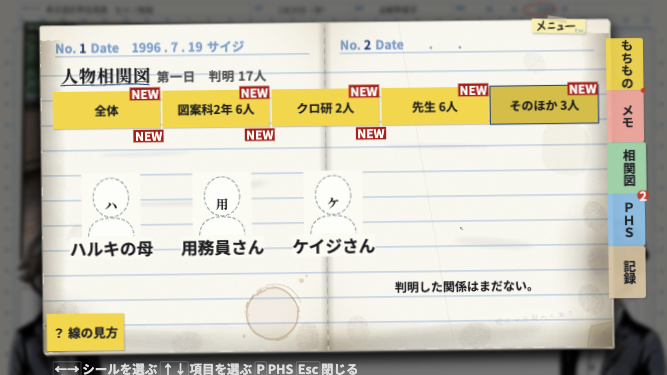 メニュー
No.1 Date 1996.7.19 サイジ
No.2 Date . .
人物相関図 第一日 判明17人
NEW NEW NEW NEW NEW
全体 図案科2年 6人 クロ研 2人 先生 6人 そのほか 3人
NEW NEW NEW
ハ 用 ケ
ハルキの母 用務員さん ケイジさん
判明した関係はまだない。
? 線の見方
もちもの
メモ
相関図
2
PHS
記録
←→シールを選ぶ ↑↓項目を選ぶ P PHS Esc閉じる